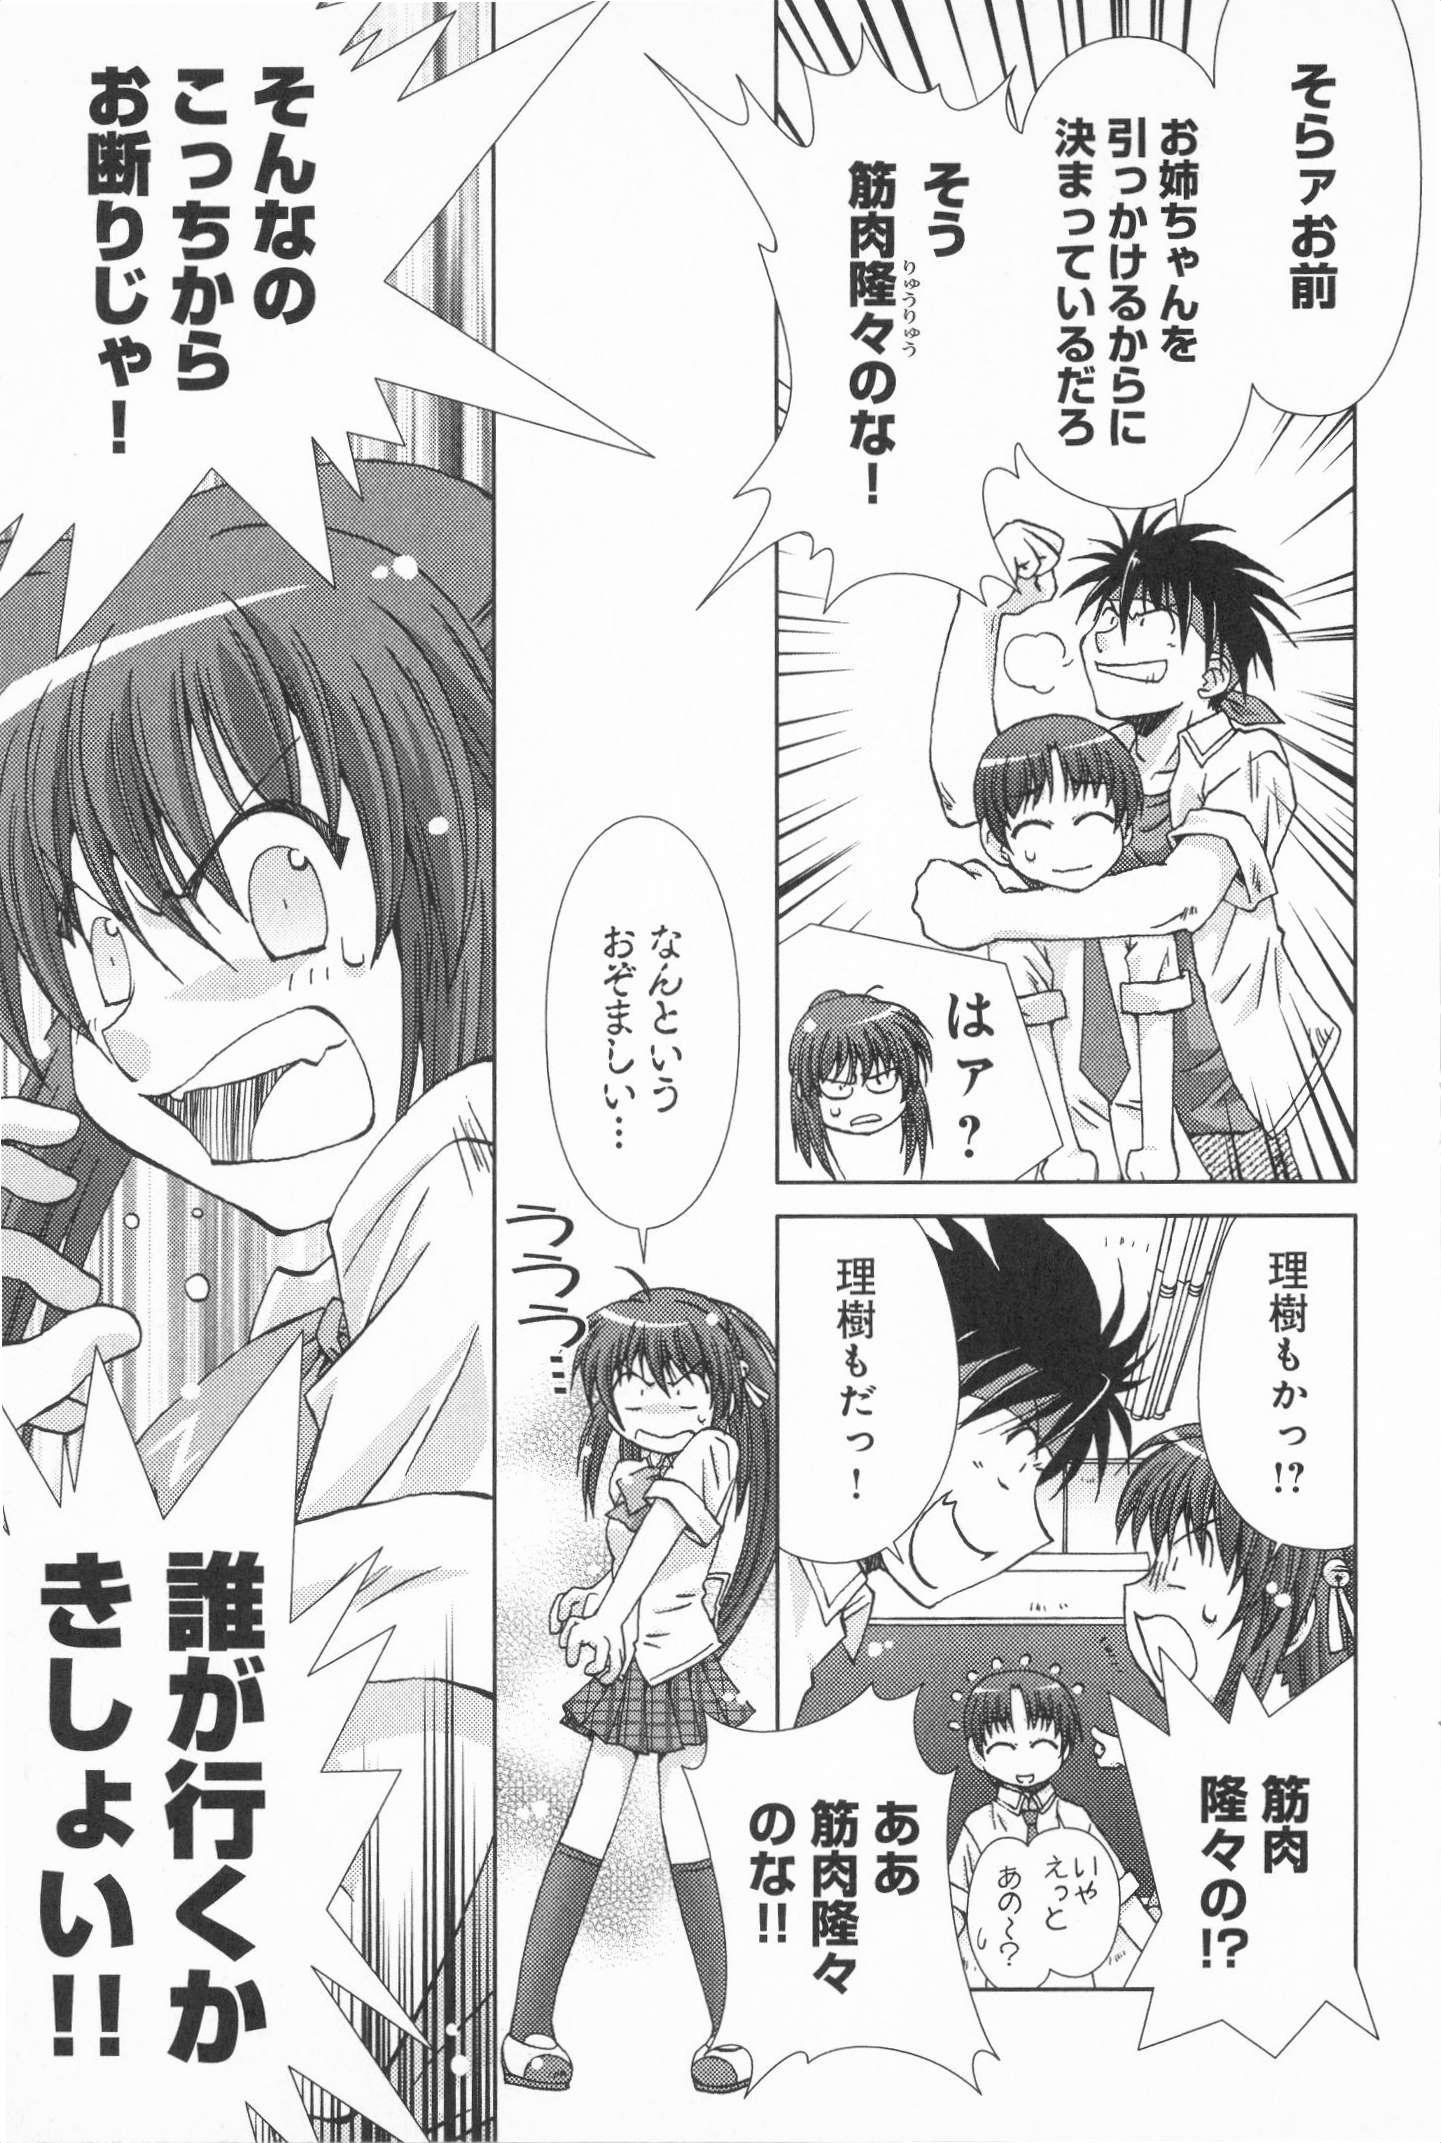 そらァお前
お姉ちゃんを
引っかけるからに
決まっているだろ
そう
筋肉隆々のな！
りゅうりゅう
はァ？
理樹もかっ!?
理樹もだっ！
筋肉
隆々の!?
いや
えっと
あの〜？
ああ
筋肉隆々
のな!!
なんという
おぞましい…
ううう…
そんなの
こっちから
お断りじゃ！
誰が行くか
きしょい!!